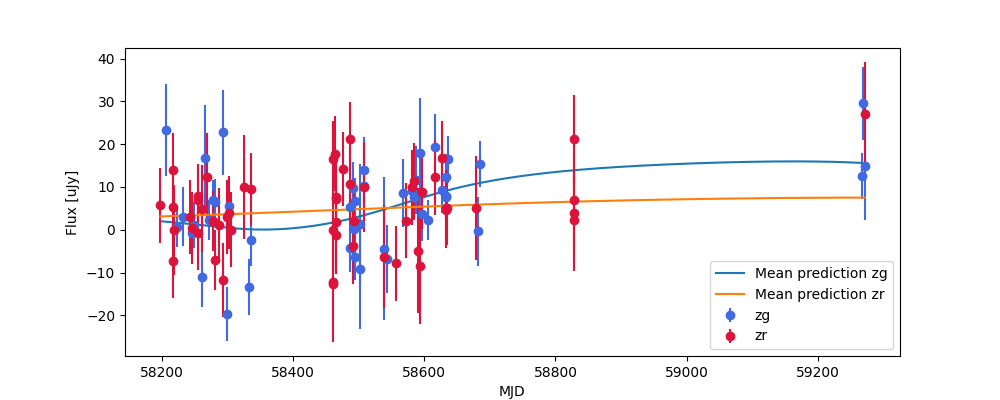 40
30
20
10
0
−10
−20
Flux [uJy]
58200 58400 58600 58800 59000 59200
MJD
Mean prediction zg
Mean prediction zr
zg
zr